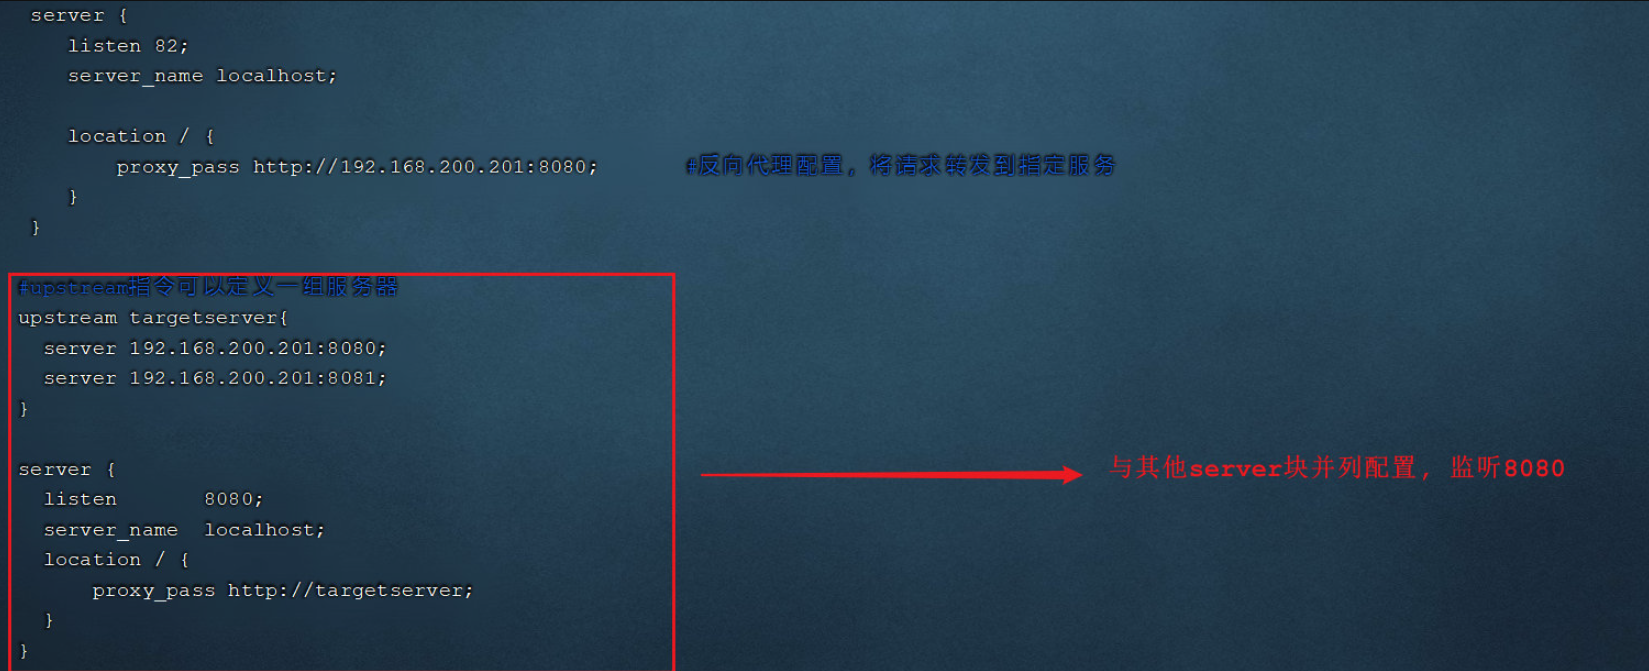 server {
listen 82;
server_name localhost;
location / {
proxy_pass http://192.168.200.201:8080; #反向代理配置，将请求转发到指定服务
}
}
#upstream指令可以定义一组服务器
upstream targetserver{
server 192.168.200.201:8080;
server 192.168.200.201:8081;
}
server {
与其他server块并列配置，监听8080
listen 8080;
server_name localhost;
location / {
proxy_pass http://targetserver;
}
}